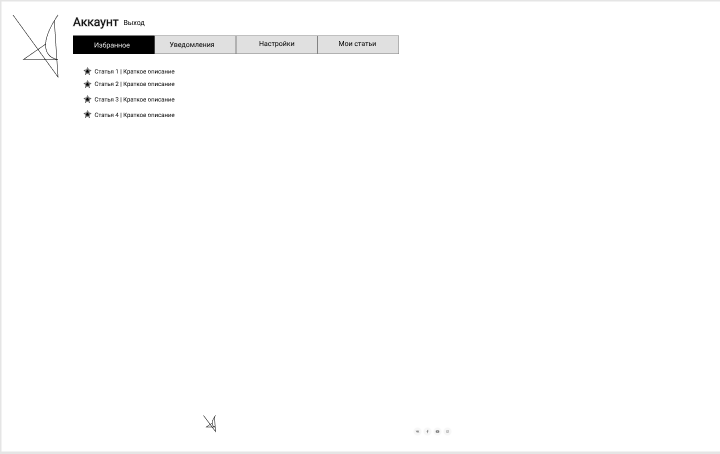 Аккаунт Выход
Избранное Уведомления Настройки Мои статьи
Статья 1 | Краткое описание
Статья 2 | Краткое описание
Статья 3 | Краткое описание
Статья 4 | Краткое описание